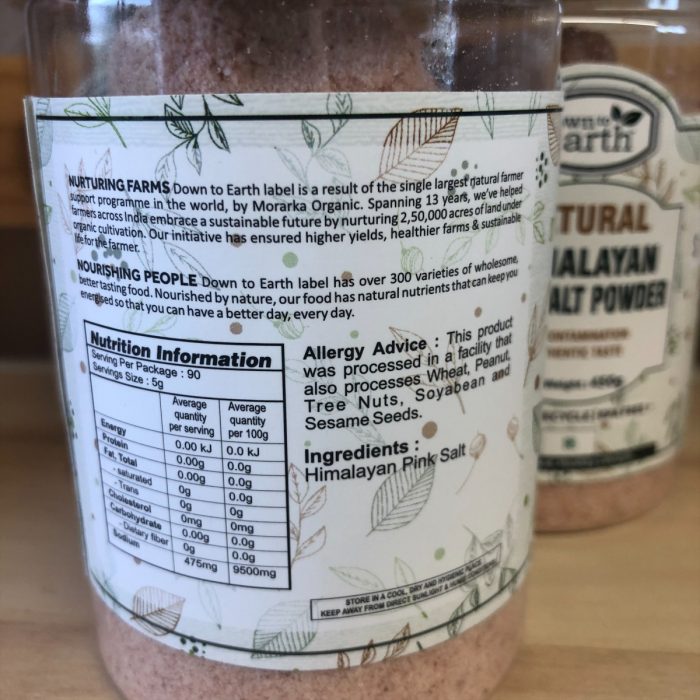 NURTURING FARMS Down to Earth label is a result of the single largest natural farmer
support programme in the world, by Morarka Organic. Spanning 13 years, we've helped
farmers across India embrace a sustainable future by nurturing 2,50,000 acres of land under
organic cultivation. Our initiative has ensured higher yields, healthier farms & sustainable
life for the farmer.
NOURISHING PEOPLE Down to Earth label has over 300 varieties of wholesome,
better tasting food. Nourished by nature, our food has natural nutrients that can keep you
energised so that you can have a better day, every day.
Nutrition Information
Serving Per Package : 90
Servings Size : 5g
Average quantity per serving Average quantity per 100g
Energy 0.00 kJ 0.0 kJ
Protein 0.00g 0.0g
Fat, Total 0.00g 0.0g
- saturated 0g 0.0g
- Trans 0g 0g
Cholesterol 0mg 0mg
Carbohydrate 0.00g 0.0g
- Dietary fiber 0g 0.0g
Sodium 475mg 9500mg
Allergy Advice : This product
was processed in a facility that
also processes Wheat, Peanut,
Tree Nuts, Soyabean and
Sesame Seeds.
Ingredients :
Himalayan Pink Salt
STORE IN A COOL, DRY AND HYGIENIC PLACE.
KEEP AWAY FROM DIRECT SUNLIGHT &
own to
arth
TURAL
ALAYAN
ALT POWDER
TASTE